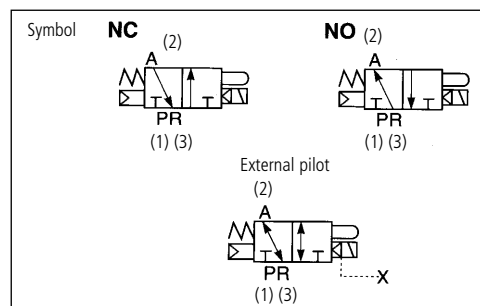 Symbol NC NO
(2) (2)
A A
PR PR
(1) (3) (1) (3)
External pilot
(2)
A
X
PR
(1) (3)